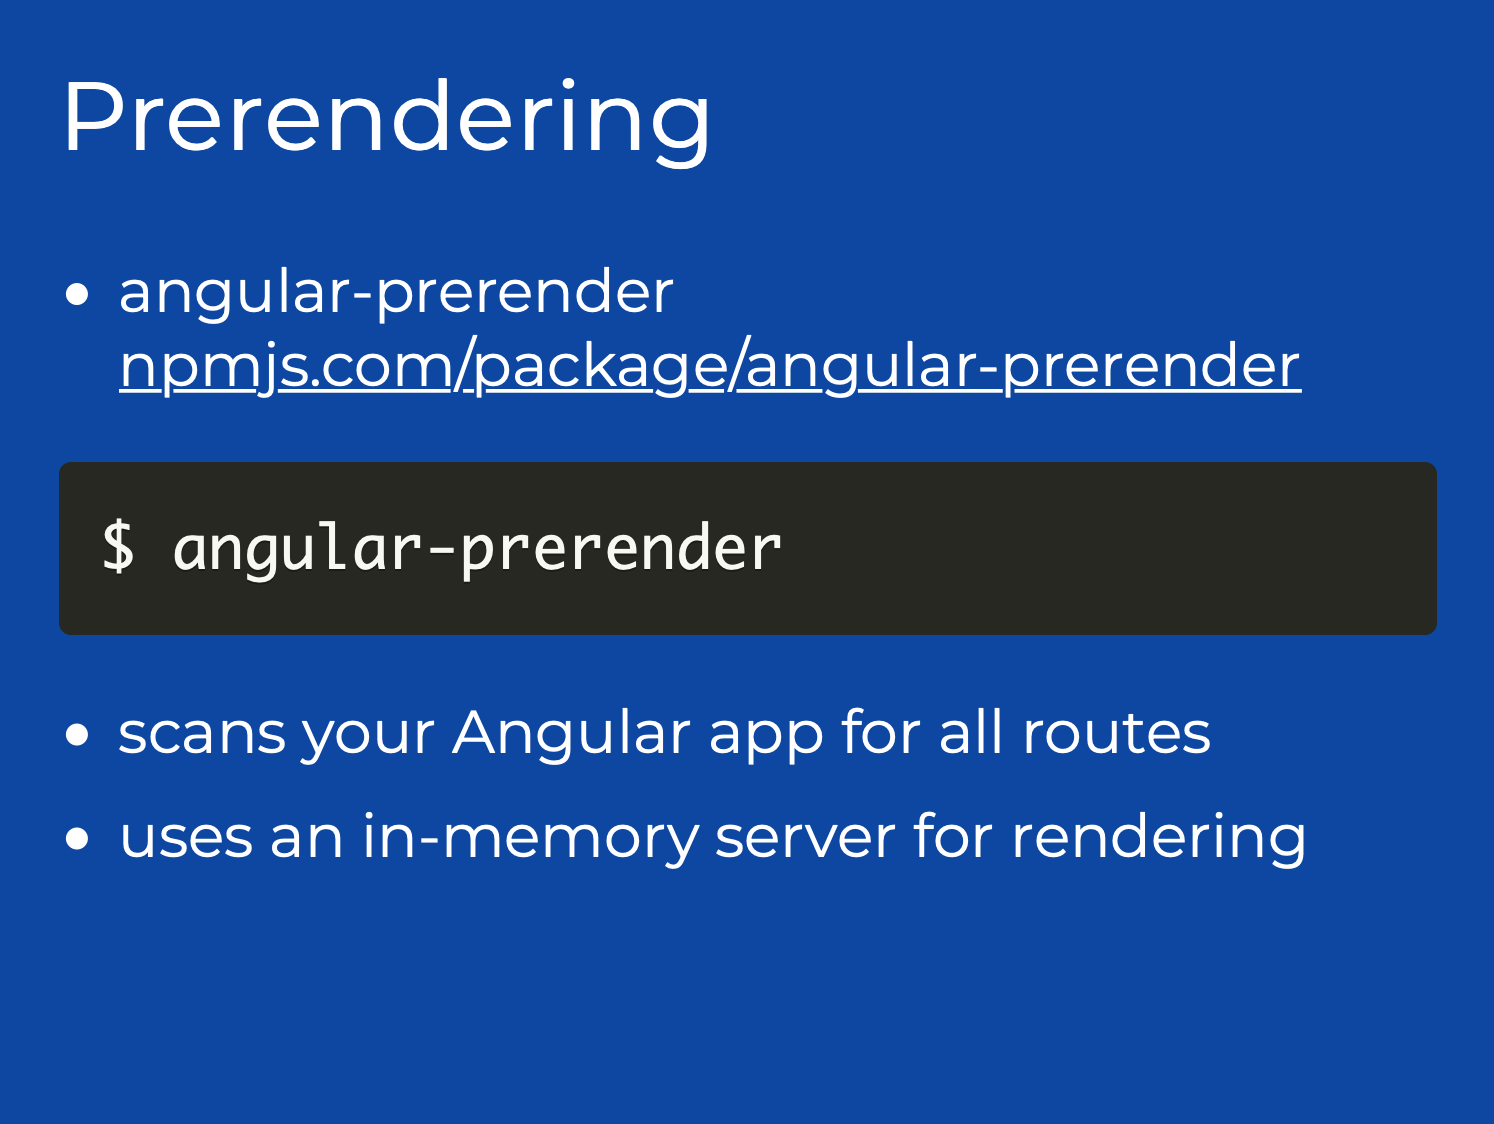 Prerendering
• angular-prerender
npmjs.com/package/angular-prerender
$ angular-prerender
• scans your Angular app for all routes
• uses an in-memory server for rendering